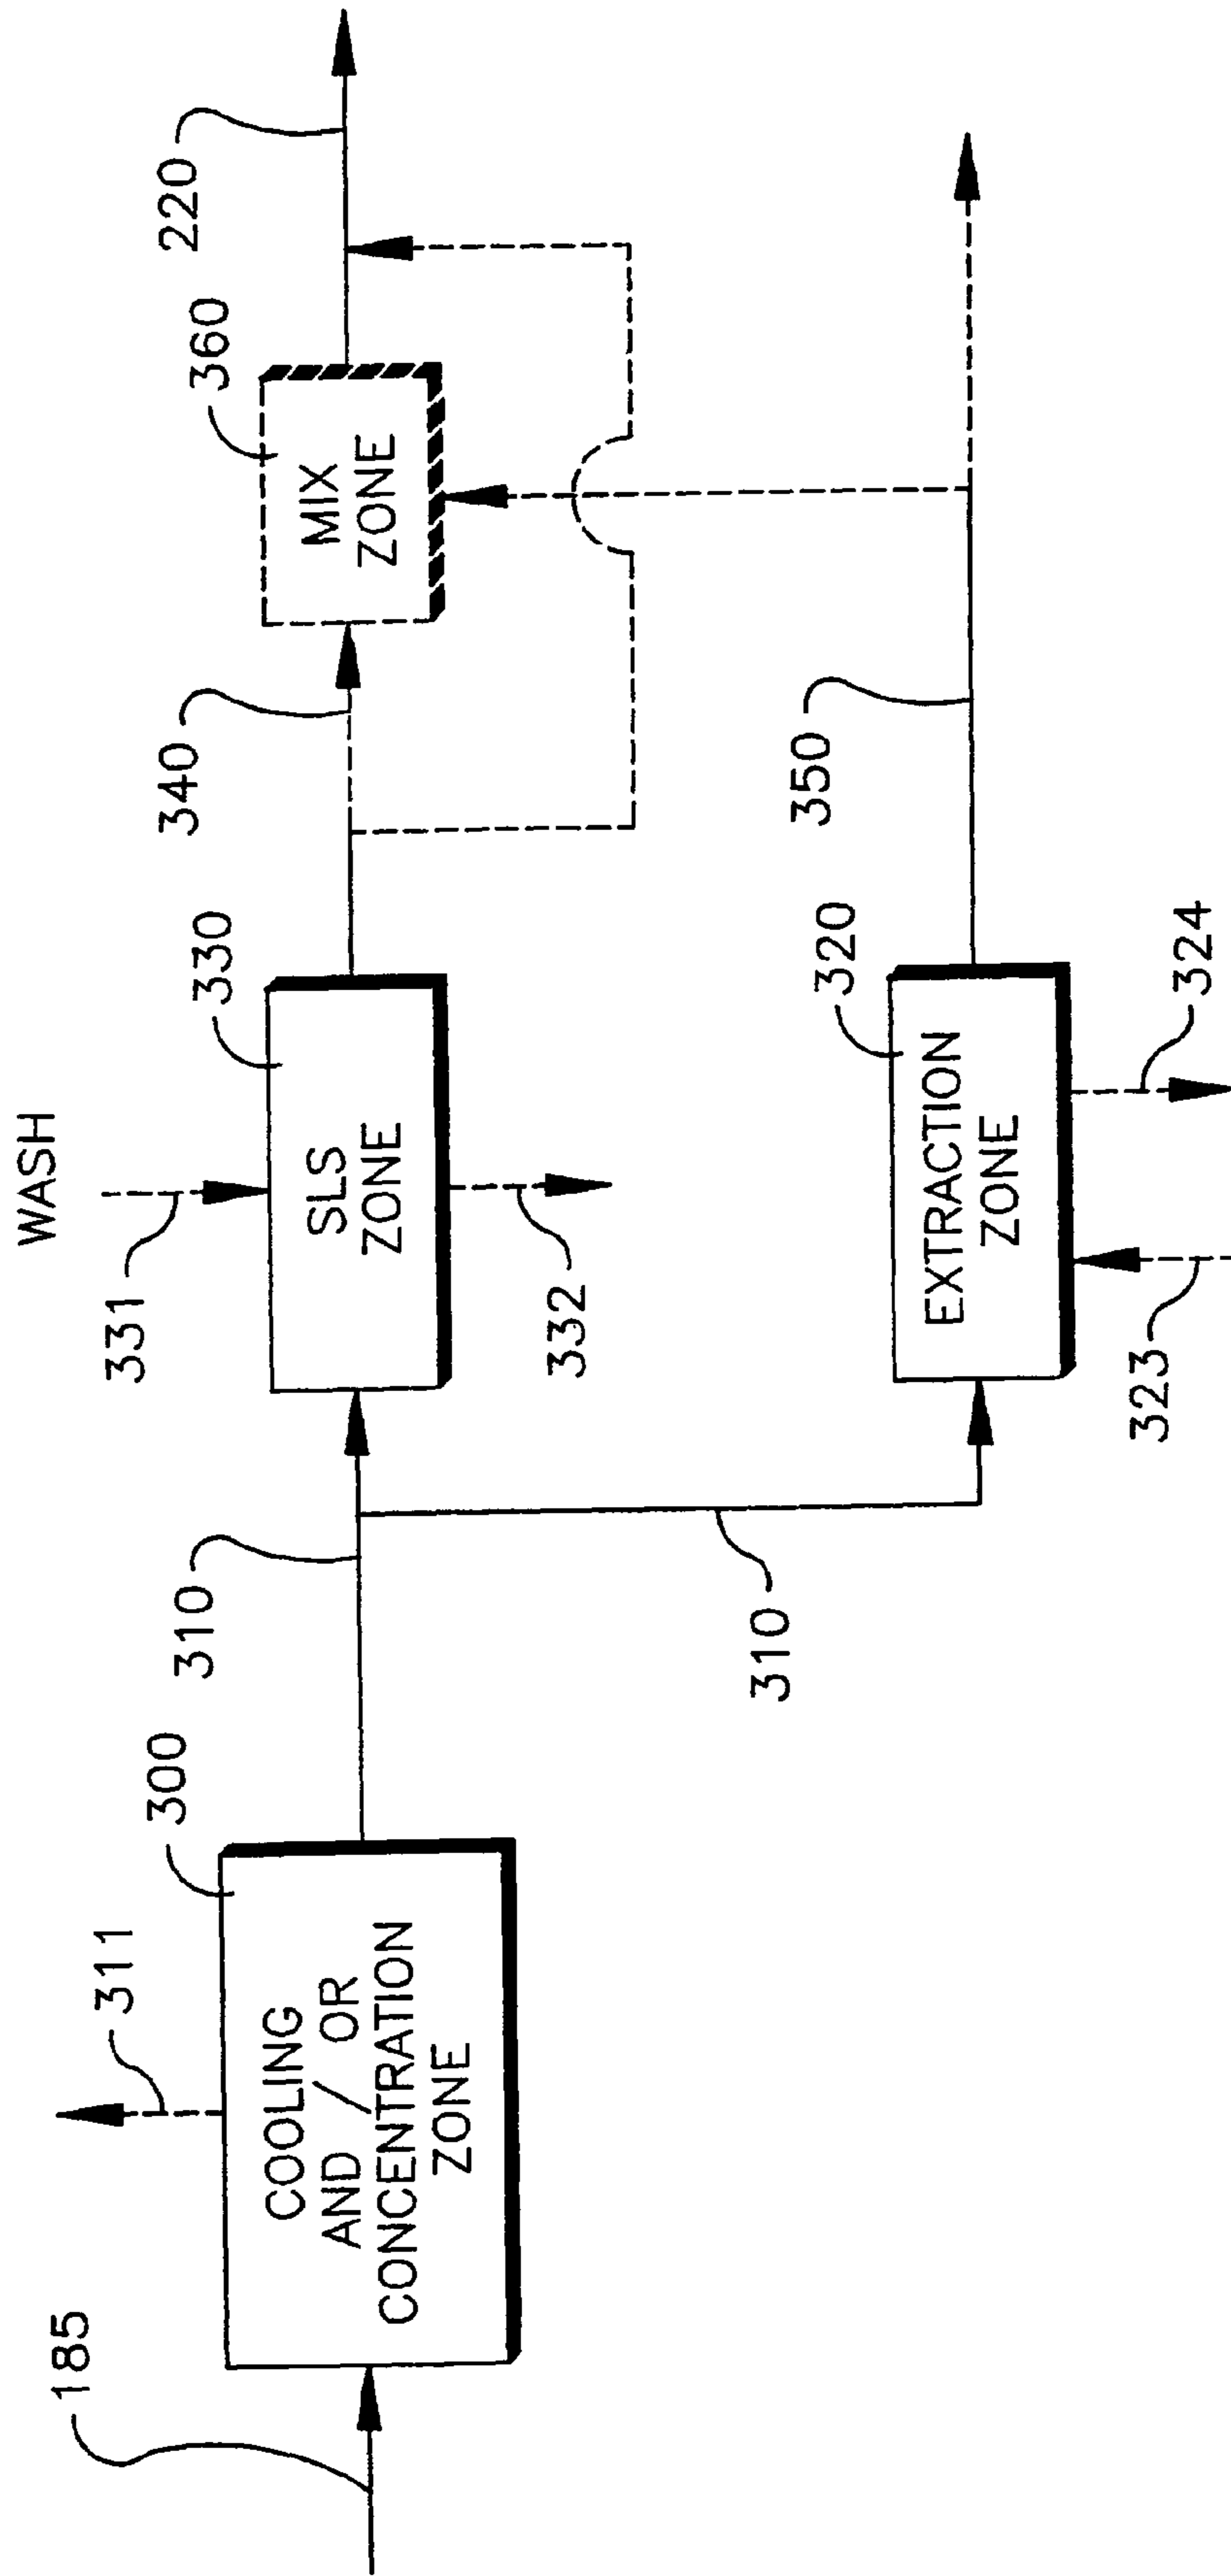 185
311
300
COOLING
AND / OR
CONCENTRATION
ZONE
310
310
WASH
331
330
SLS
ZONE
332
340
360
MIX
ZONE
220
320
EXTRACTION
ZONE
323
324
350